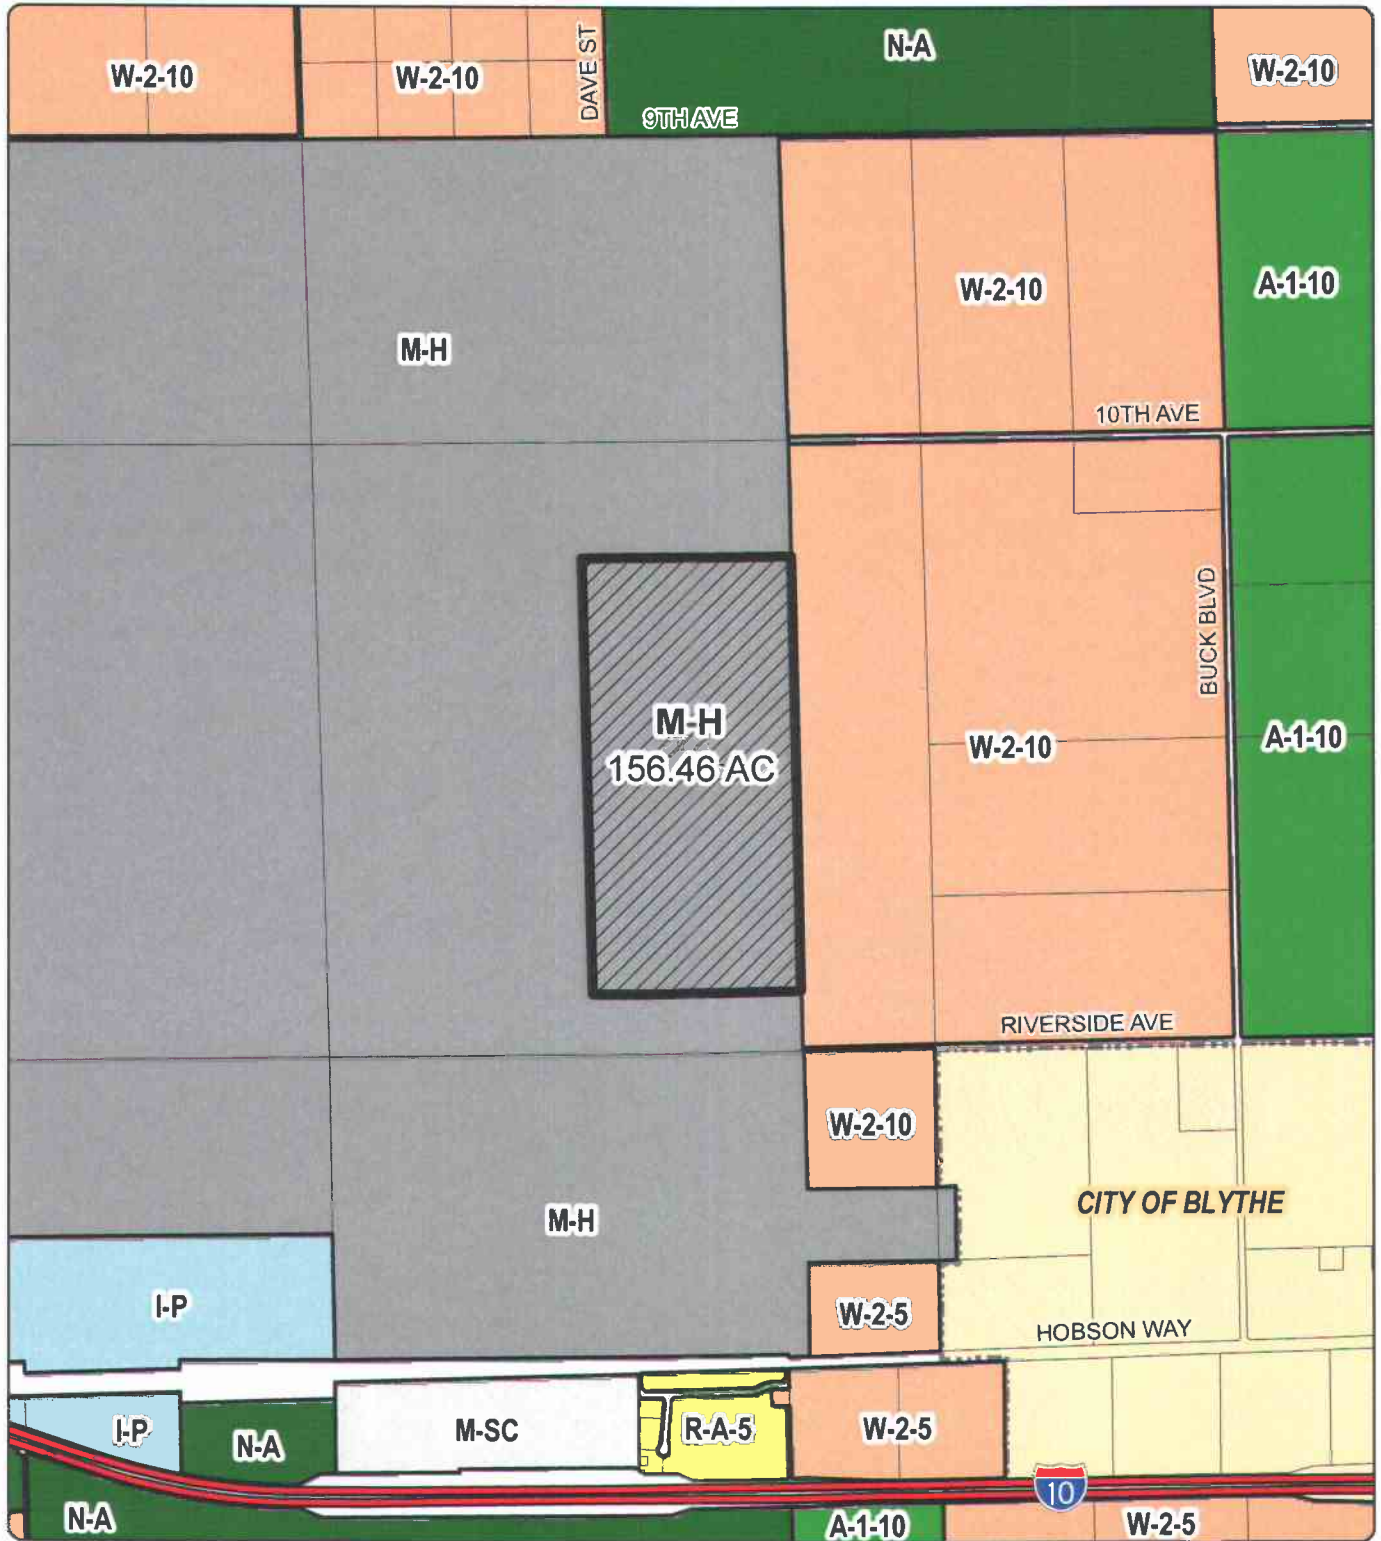 W-2-10
W-2-10
DAVE ST
N-A
W-2-10
9TH AVE
W-2-10
A-1-10
M-H
10TH AVE
BUCK BLVD
M-H
156.46 AC
W-2-10
A-1-10
RIVERSIDE AVE
W-2-10
CITY OF BLYTHE
M-H
I-P
W-2-5
HOBSON WAY
I-P
N-A
M-SC
R-A-5
W-2-5
10
N-A
A-1-10
W-2-5